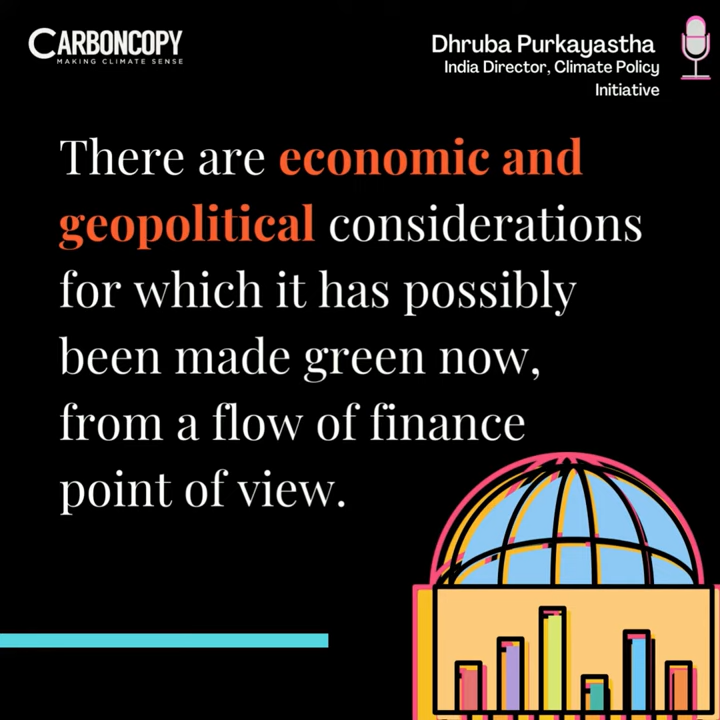 CARBONCOPY
MAKING CLIMATE SENSE
Dhruba Purkayastha
India Director, Climate Policy
Initiative
There are economic and
geopolitical considerations
for which it has possibly
been made green now,
from a flow of finance
point of view.